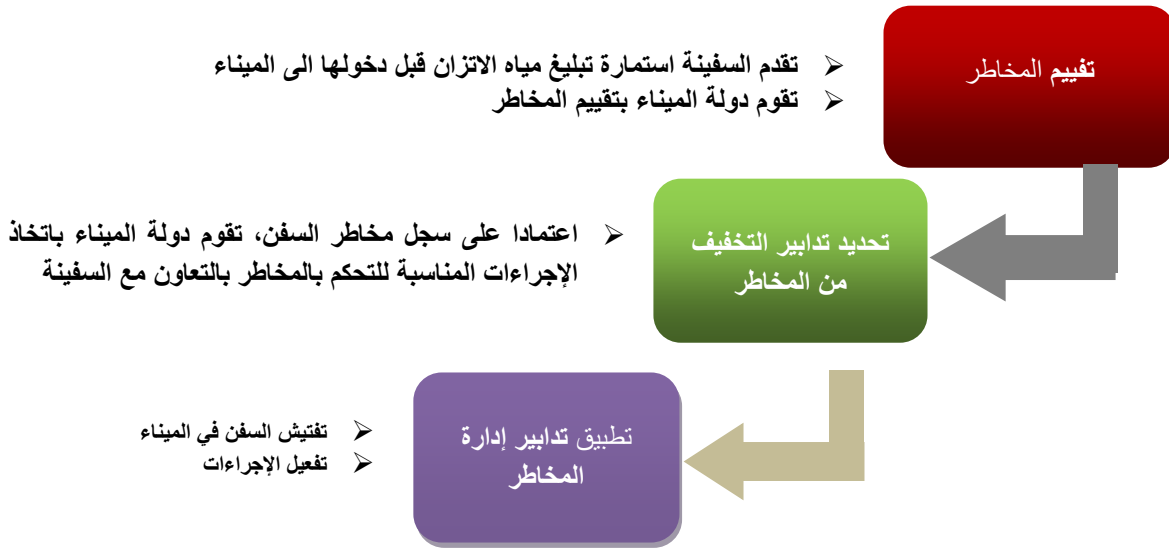 تفييم المخاطر
➢ تقدم السفينة استمارة تبليغ مياه الاتزان قبل دخولها الى الميناء
➢ تقوم دولة الميناء بتقييم المخاطر
تحديد تدابير التخفيف
من المخاطر
➢ اعتمادا على سجل مخاطر السفن، تقوم دولة الميناء باتخاذ
الإجراءات المناسبة للتحكم بالمخاطر بالتعاون مع السفينة
تطبيق تدابير إدارة
المخاطر
➢ تفتيش السفن في الميناء
➢ تفعيل الإجراءات